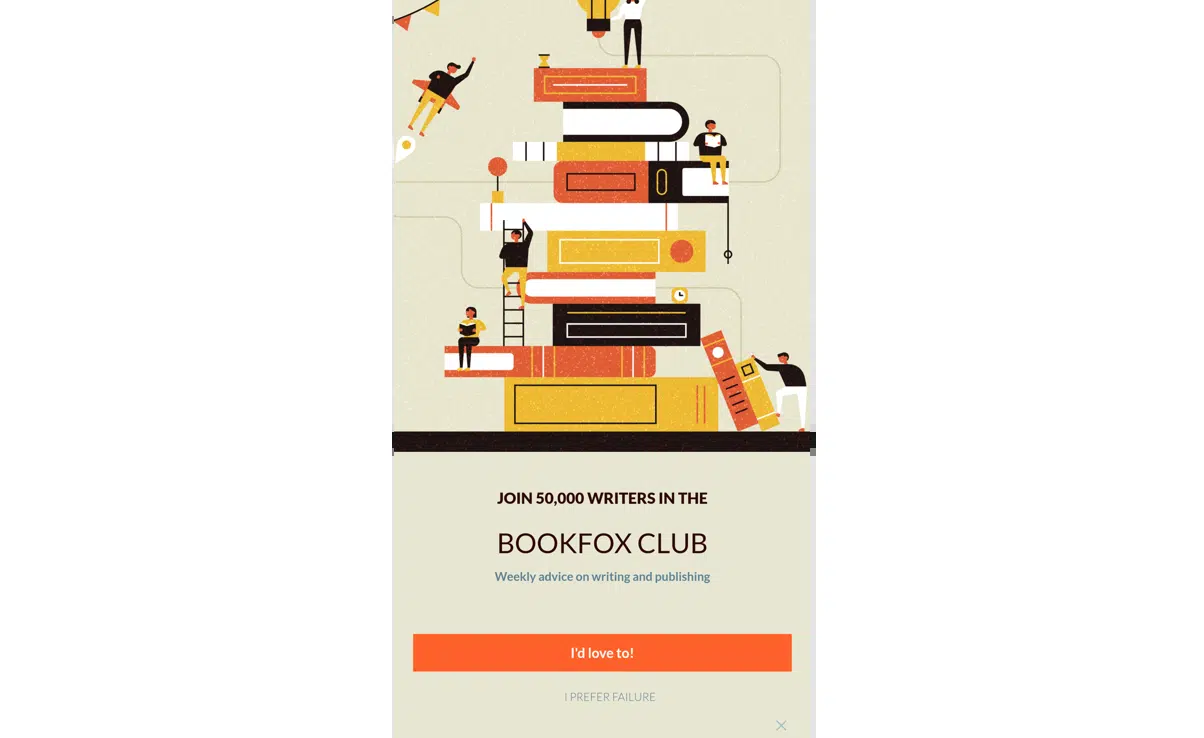 JOIN 50,000 WRITERS IN THE
BOOKFOX CLUB
Weekly advice on writing and publishing
I'd love to!
I PREFER FAILURE